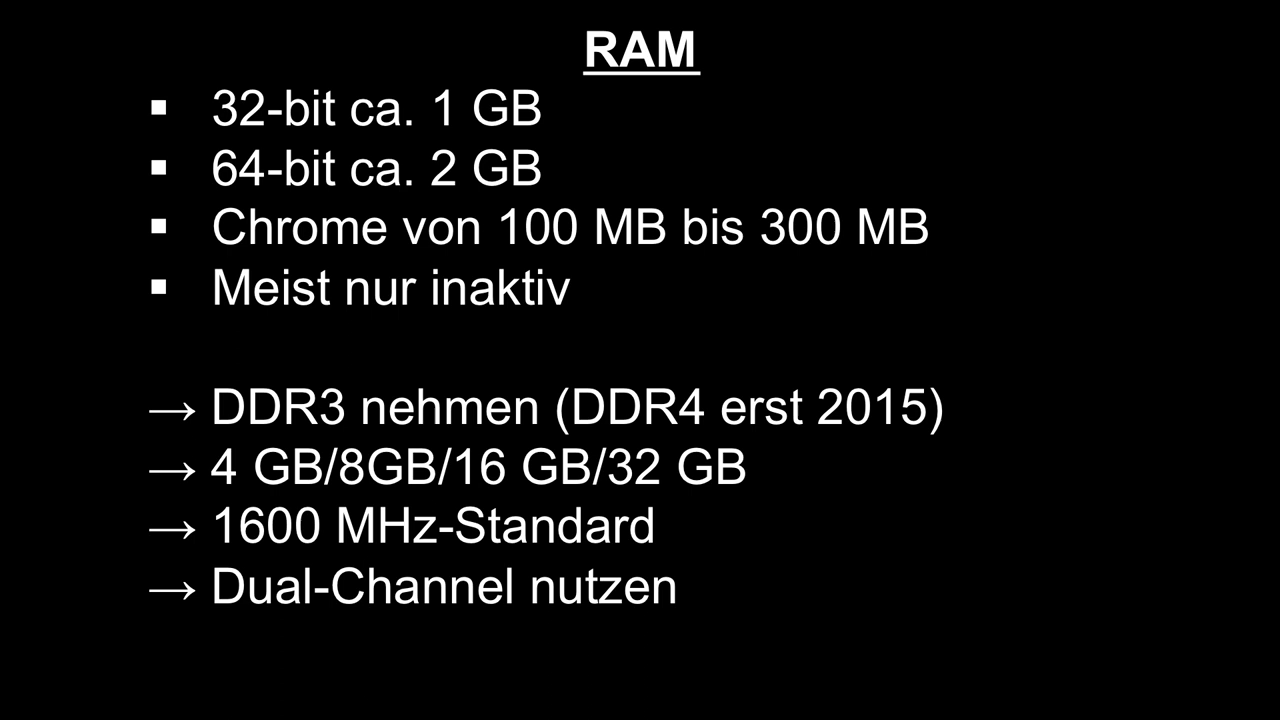 RAM
▪ 32-bit ca. 1 GB
▪ 64-bit ca. 2 GB
▪ Chrome von 100 MB bis 300 MB
▪ Meist nur inaktiv
→ DDR3 nehmen (DDR4 erst 2015)
→ 4 GB/8GB/16 GB/32 GB
→ 1600 MHz-Standard
→ Dual-Channel nutzen